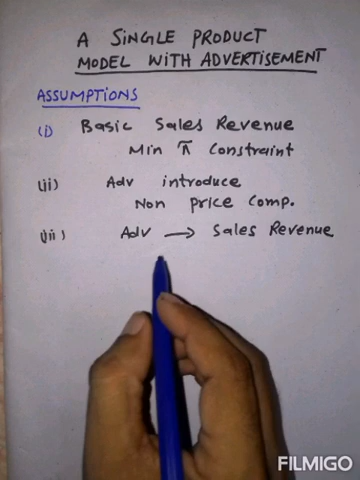 A SINGLE PRODUCT
MODEL WITH ADVERTISEMENT
ASSUMPTIONS
(i) Basic Sales Revenue
Min π Constraint
(ii) Adv introduce
Non Price Comp.
(iii) Adv → Sales Revenue
FILMIGO